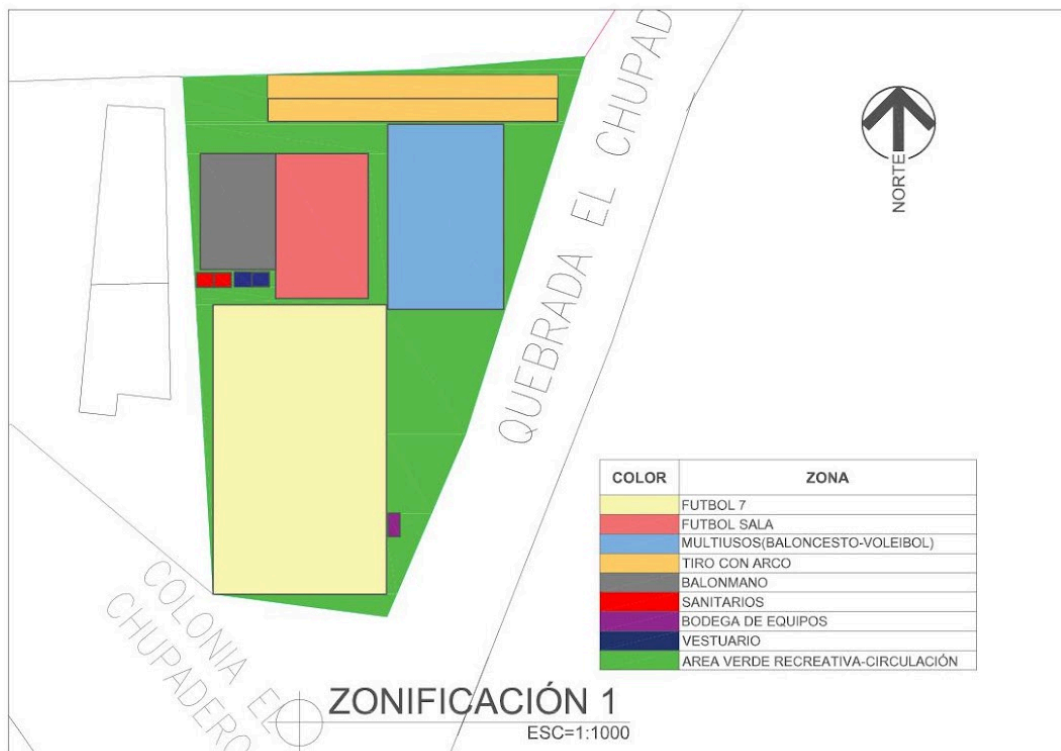 QUEBRADA EL CHUPAD
NORTE
COLOR ZONA
FUTBOL 7
FUTBOL SALA
MULTIUSOS(BALONCESTO-VOLEIBOL)
TIRO CON ARCO
BALONMANO
SANITARIOS
BODEGA DE EQUIPOS
VESTUARIO
AREA VERDE RECREATIVA-CIRCULACIÓN
COLONIA EL
CHUPADERO
ZONIFICACIÓN 1
ESC=1:1000